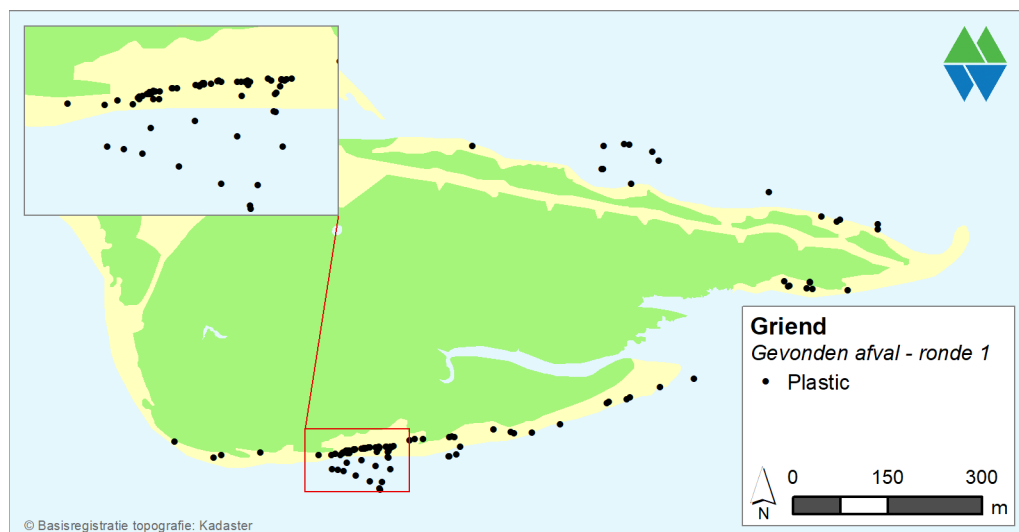 Griend
Gevonden afval - ronde 1
Plastic
0 150 300
m
N
© Basisregistratie topografie: Kadaster